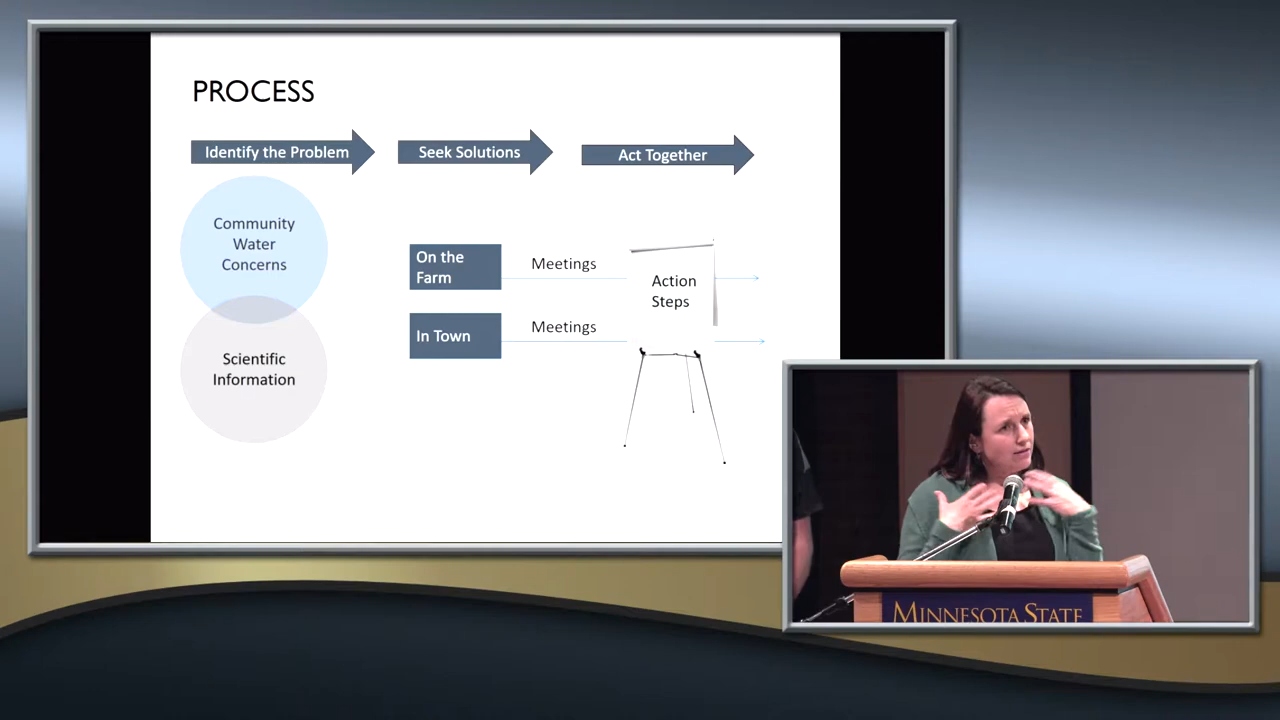 PROCESS
Identify the Problem
Seek Solutions
Act Together
Community
Water
Concerns
Scientific
Information
On the
Farm
Meetings
In Town
Meetings
Action
Steps
MINNESOTA STATE